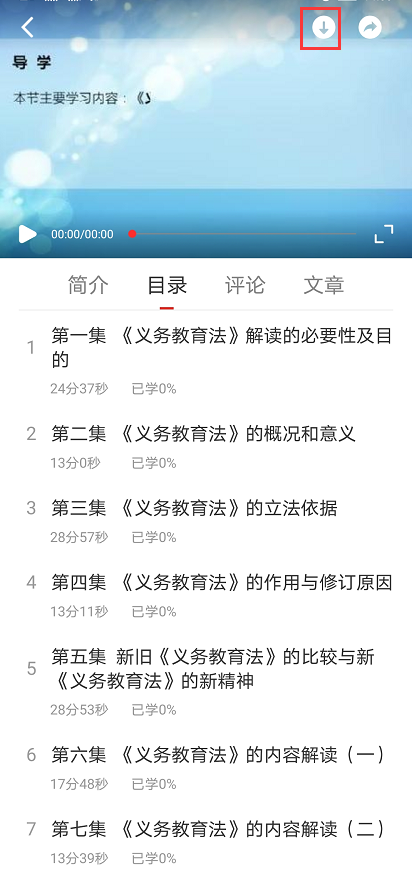 导 学
本节主要学习内容：《
00:00/00:00
简介 目录 评论 文章
1 第一集 《义务教育法》解读的必要性及目
的
24分37秒 已学0%
2 第二集 《义务教育法》的概况和意义
13分0秒 已学0%
3 第三集 《义务教育法》的立法依据
28分57秒 已学0%
4 第四集 《义务教育法》的作用与修订原因
13分11秒 已学0%
5 第五集 新旧《义务教育法》的比较与新
《义务教育法》的新精神
28分53秒 已学0%
6 第六集 《义务教育法》的内容解读（一）
17分48秒 已学0%
7 第七集 《义务教育法》的内容解读（二）
13分39秒 已学0%